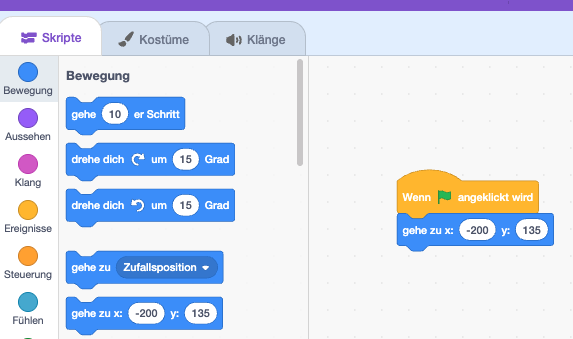 Skripte Kostüme Klänge
Bewegung
Aussehen
Klang
Ereignisse
Steuerung
Fühlen
Bewegung
gehe 10 er Schritt
drehe dich um 15 Grad
drehe dich um 15 Grad
gehe zu Zufallsposition
gehe zu x: -200 y: 135
Wenn angeklickt wird
gehe zu x: -200 y: 135